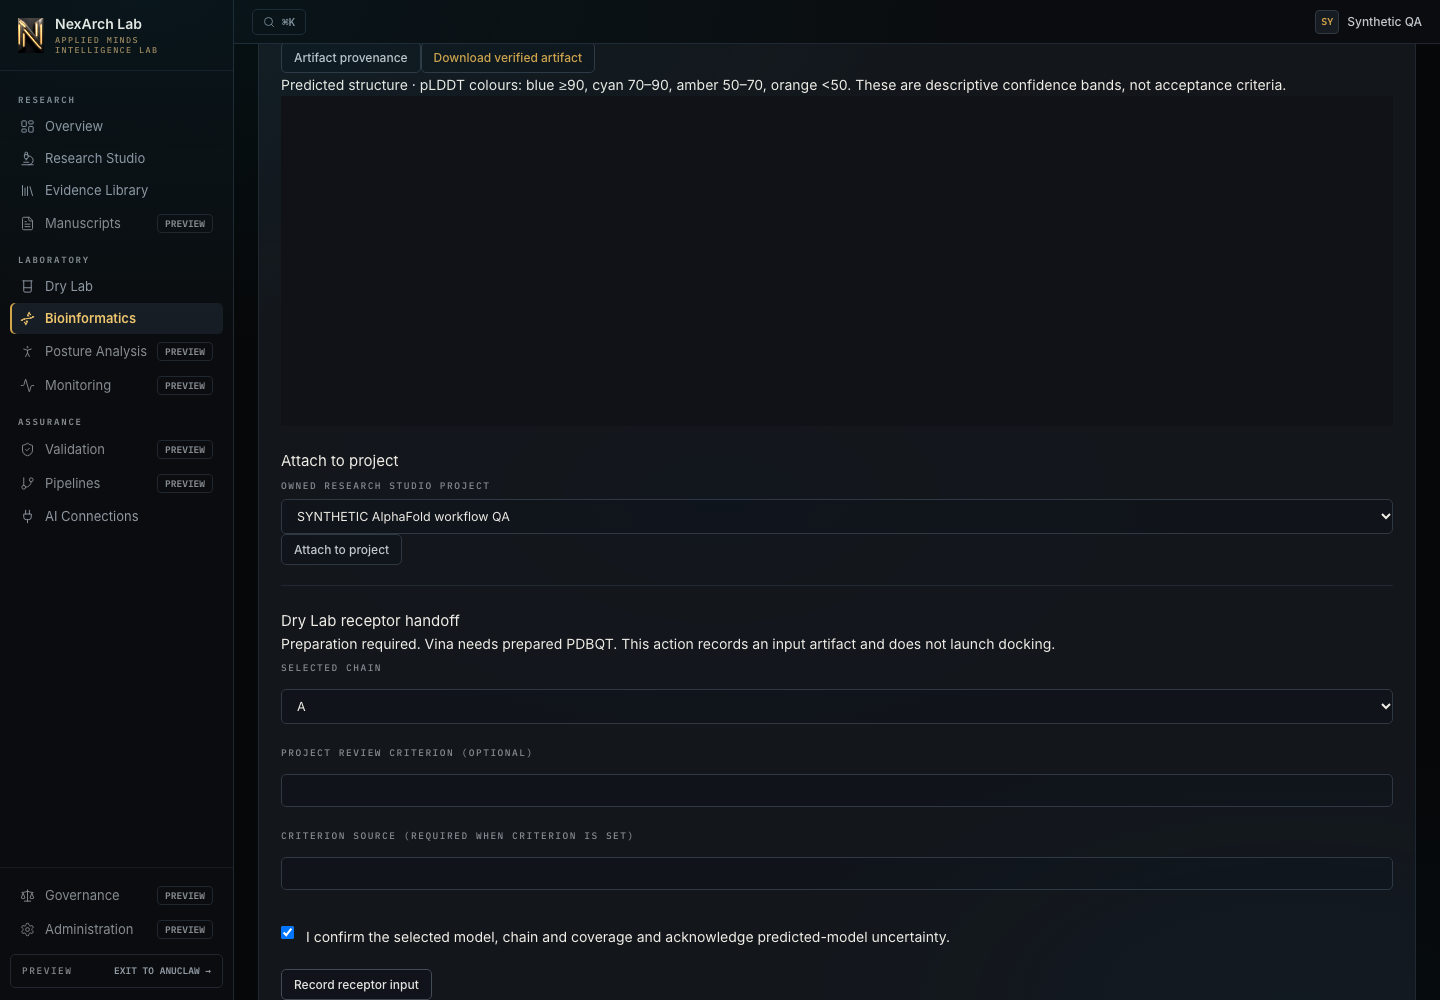 NexArch Lab
APPLIED MINDS
INTELLIGENCE LAB
⌘K
SY
Synthetic QA
RESEARCH
Overview
Research Studio
Evidence Library
Manuscripts PREVIEW
LABORATORY
Dry Lab
Bioinformatics
Posture Analysis PREVIEW
Monitoring PREVIEW
ASSURANCE
Validation PREVIEW
Pipelines PREVIEW
AI Connections
Governance PREVIEW
Administration PREVIEW
PREVIEW EXIT TO ANUCLAW →
Artifact provenance
Download verified artifact
Predicted structure · pLDDT colours: blue ≥90, cyan 70–90, amber 50–70, orange <50. These are descriptive confidence bands, not acceptance criteria.
Attach to project
OWNED RESEARCH STUDIO PROJECT
SYNTHETIC AlphaFold workflow QA
Attach to project
Dry Lab receptor handoff
Preparation required. Vina needs prepared PDBQT. This action records an input artifact and does not launch docking.
SELECTED CHAIN
A
PROJECT REVIEW CRITERION (OPTIONAL)
CRITERION SOURCE (REQUIRED WHEN CRITERION IS SET)
I confirm the selected model, chain and coverage and acknowledge predicted-model uncertainty.
Record receptor input